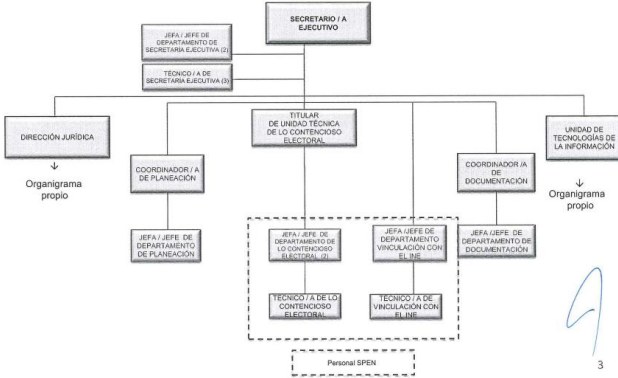 SECRETARIO / A
EJECUTIVO
JEFA / JEFE DE
DEPARTAMENTO DE
SECRETARIA EJECUTIVA (2)
TÉCNICO / A DE
SECRETARIA EJECUTIVA (3)
DIRECCIÓN JURÍDICA
↓
Organigrama
propio
TITULAR
DE UNIDAD TÉCNICA
DE LO CONTENCIOSO
ELECTORAL
UNIDAD DE
TECNOLOGÍAS DE
LA INFORMACIÓN
↓
Organigrama
propio
COORDINADOR / A
DE PLANEACIÓN
COORDINADOR /A
DE
DOCUMENTACIÓN
JEFA / JEFE DE
DEPARTAMENTO
DE PLANEACIÓN
JEFA / JEFE DE
DEPARTAMENTO DE
LO CONTENCIOSO
ELECTORAL (2)
JEFA /JEFE DE
DEPARTAMENTO
VINCULACIÓN CON
EL INE
JEFA / JEFE DE
DEPARTAMENTO DE
DOCUMENTACIÓN
TÉCNICO / A DE LO
CONTENCIOSO
ELECTORAL
TÉCNICO / A DE
VINCULACIÓN CON
EL INE
Personal SPEN
3